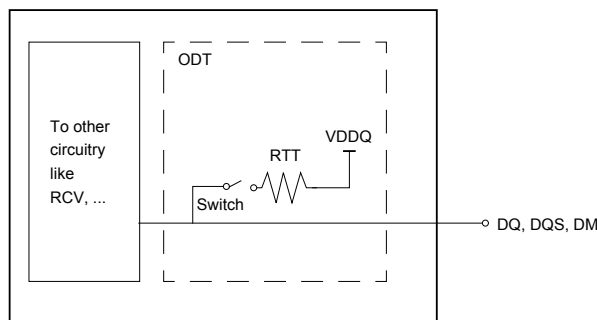 ODT
To other
circuitry
like
RCV, ...
VDDQ
RTT
Switch
DQ, DQS, DM